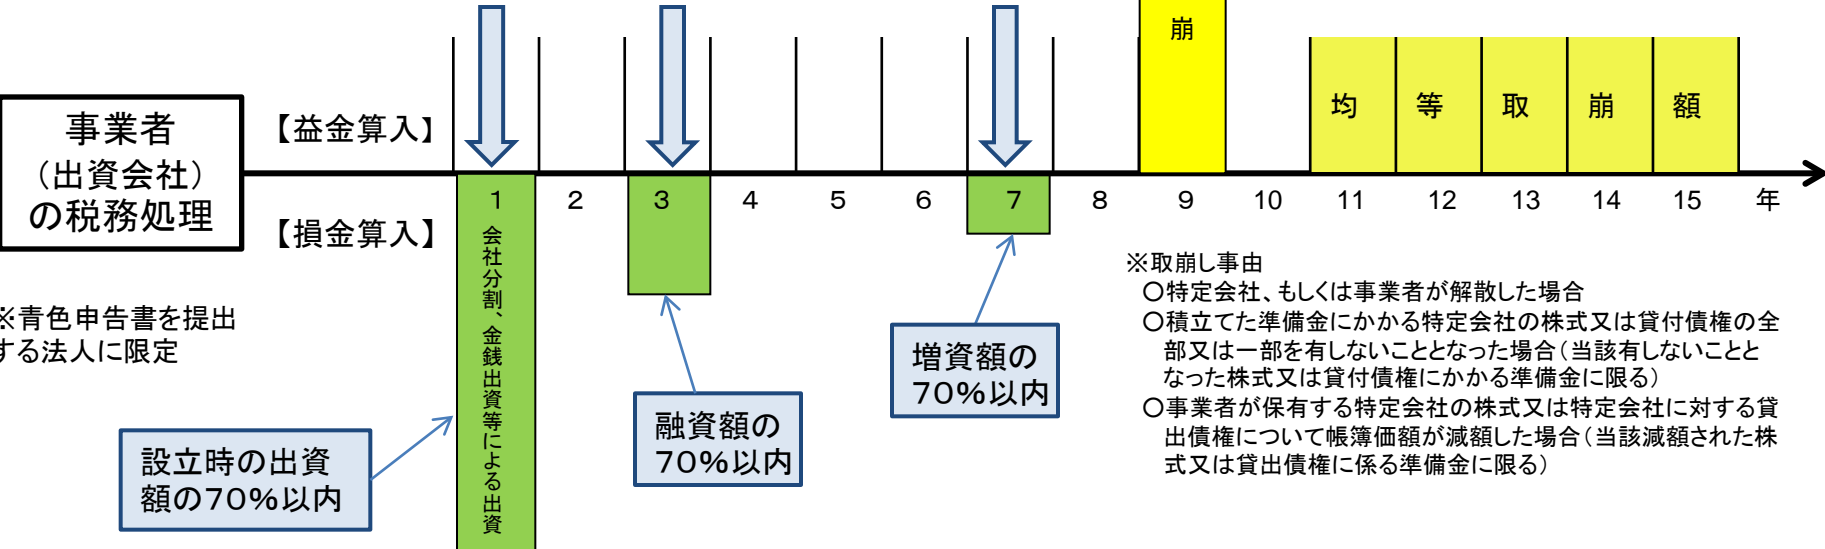 崩
均 等 取 崩 額
事業者
（出資会社）
の税務処理
【益金算入】
【損金算入】
1 2 3 4 5 6 7 8 9 10 11 12 13 14 15 年
会社分割、金銭出資等による出資
※青色申告書を提出
する法人に限定
設立時の出資
額の70%以内
融資額の
70%以内
増資額の
70%以内
※取崩し事由
〇特定会社、もしくは事業者が解散した場合
〇積立てた準備金にかかる特定会社の株式又は貸付債権の全
部又は一部を有しないこととなった場合（当該有しないことと
なった株式又は貸付債権にかかる準備金に限る）
〇事業者が保有する特定会社の株式又は特定会社に対する貸
出債権について帳簿価額が減額した場合（当該減額された株
式又は貸出債権に係る準備金に限る）